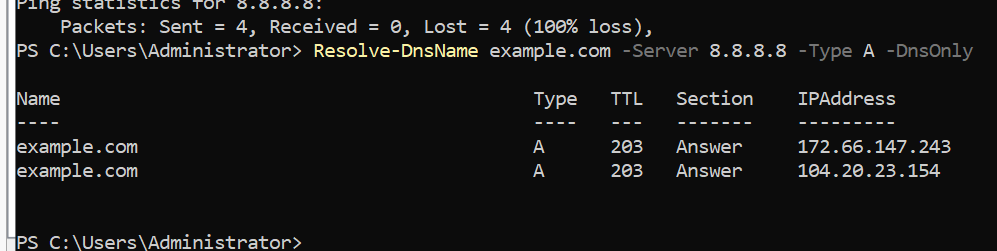 Ping statistics for 8.8.8.8:
    Packets: Sent = 4, Received = 0, Lost = 4 (100% loss),
PS C:\Users\Administrator> Resolve-DnsName example.com -Server 8.8.8.8 -Type A -DnsOnly
Name                                           Type   TTL   Section    IPAddress
----                                           ----   ---   -------    ---------
example.com                                    A      203   Answer     172.66.147.243
example.com                                    A      203   Answer     104.20.23.154
PS C:\Users\Administrator>